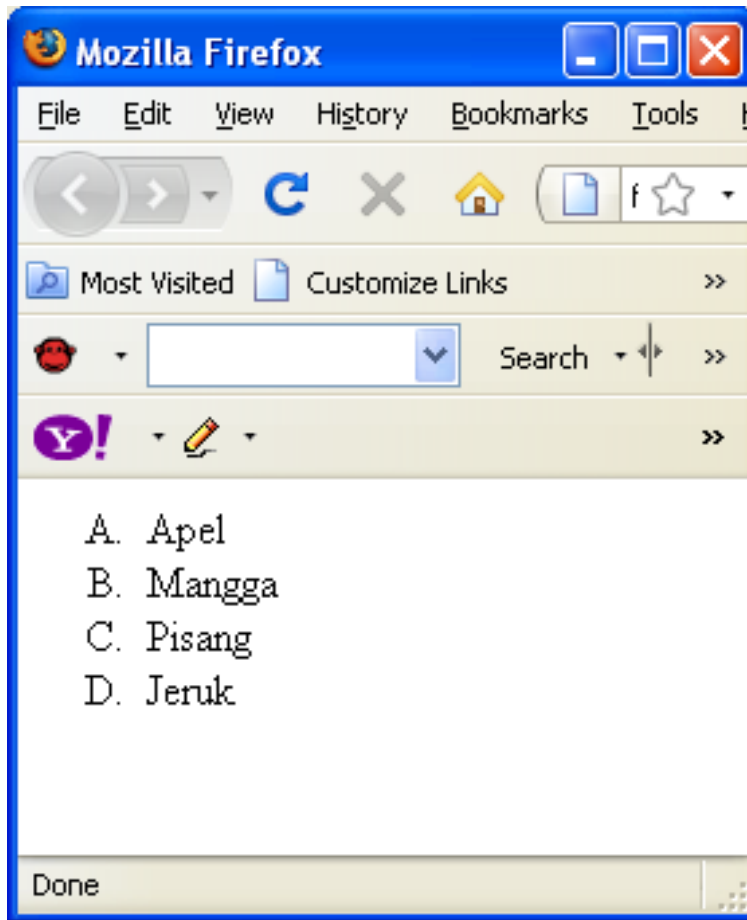 Mozilla Firefox
File Edit View History Bookmarks Tools
f
Most Visited Customize Links »
Search »
Y! »
A. Apel
B. Mangga
C. Pisang
D. Jeruk
Done